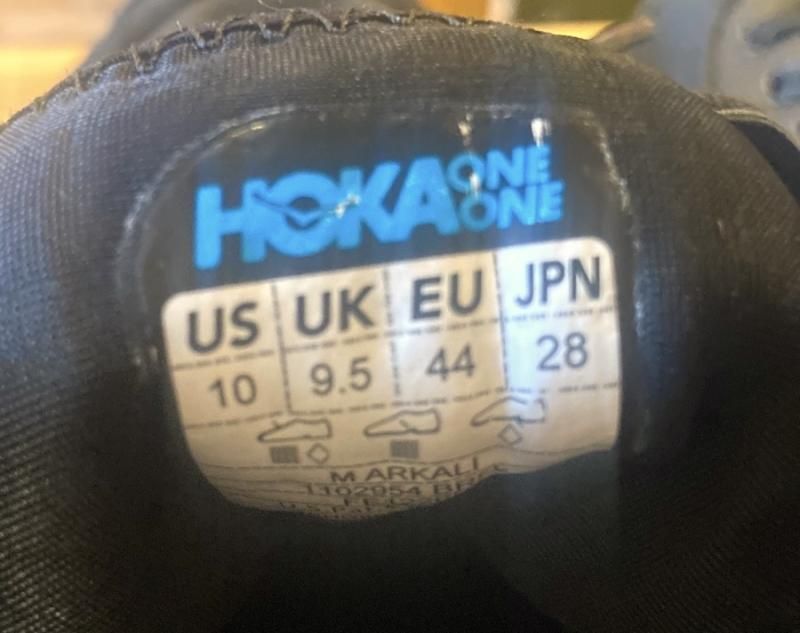 HOKA ONE ONE
US UK EU JPN
10 9.5 44 28
M ARKALI
1102954